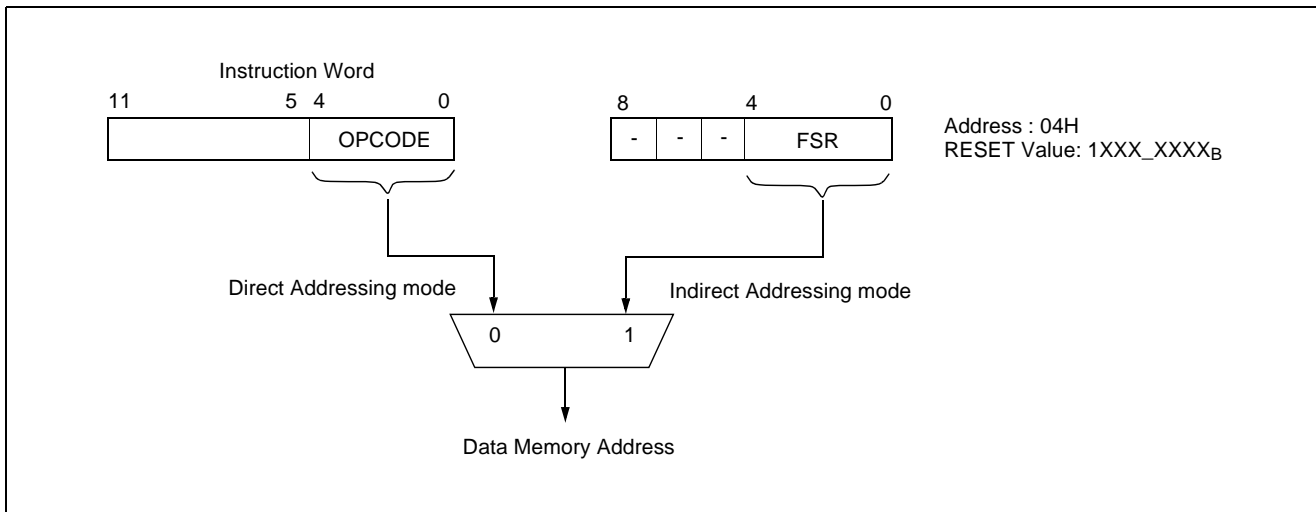 Instruction Word
11 5 4 0
OPCODE
8 4 0
- - - FSR
Address : 04H
RESET Value: 1XXX_XXXXB
Direct Addressing mode
Indirect Addressing mode
0 1
Data Memory Address